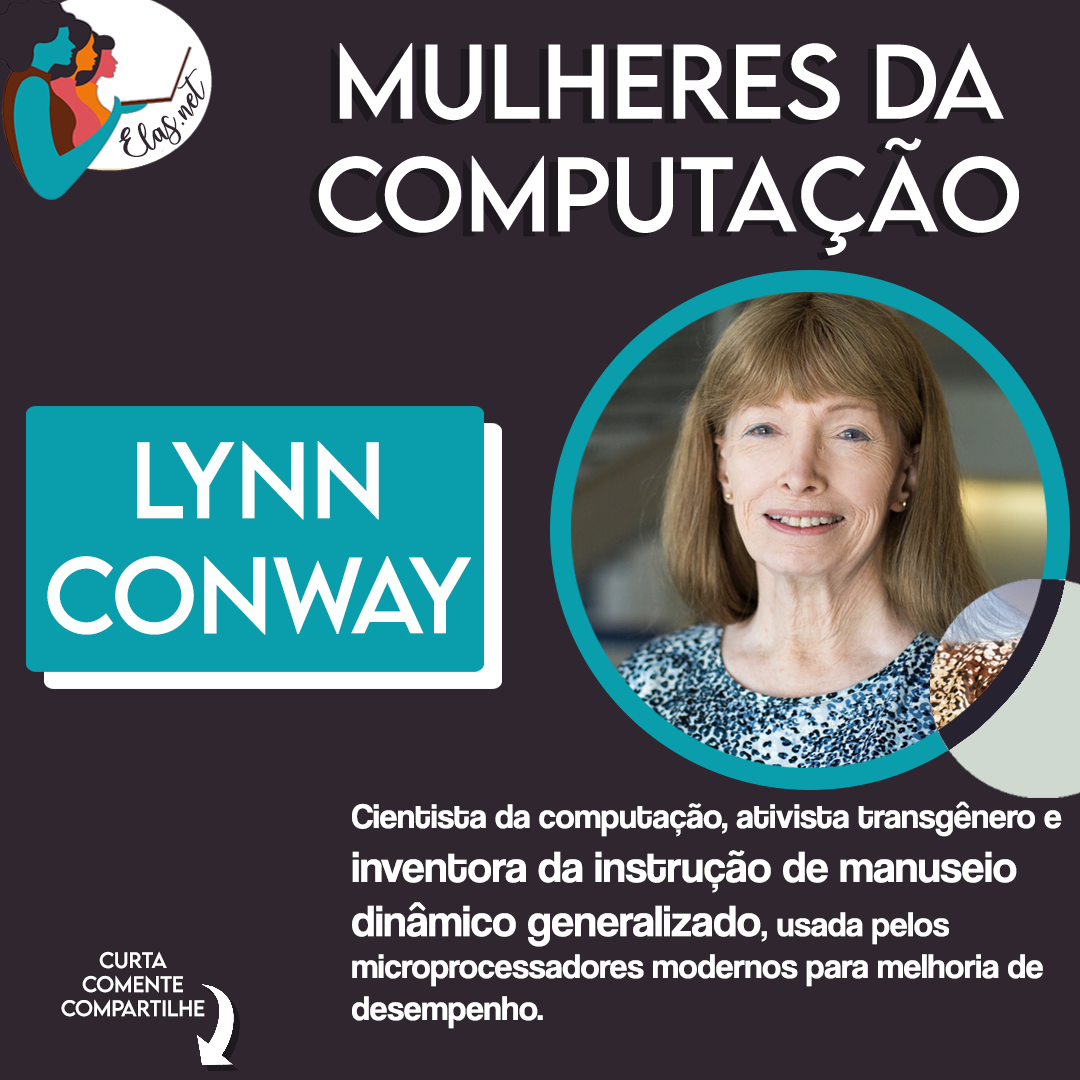 Elas.net
MULHERES DA
COMPUTAÇÃO
LYNN
CONWAY
Cientista da computação, ativista transgênero e
inventora da instrução de manuseio
dinâmico generalizado, usada pelos
microprocessadores modernos para melhoria de
desempenho.
CURTA
COMENTE
COMPARTILHE